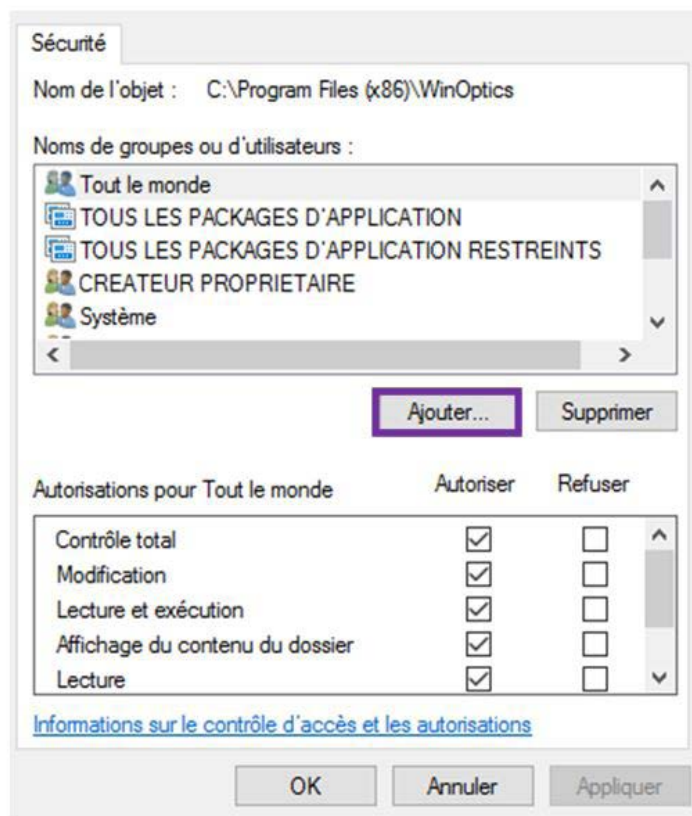 Sécurité
Nom de l'objet : C:\Program Files (x86)\WinOptics
Noms de groupes ou d'utilisateurs :
Tout le monde
TOUS LES PACKAGES D'APPLICATION
TOUS LES PACKAGES D'APPLICATION RESTREINTS
CREATEUR PROPRIETAIRE
Système
Ajouter... Supprimer
Autorisations pour Tout le monde Autoriser Refuser
Contrôle total
Modification
Lecture et exécution
Affichage du contenu du dossier
Lecture
Informations sur le contrôle d'accès et les autorisations
OK Annuler Appliquer